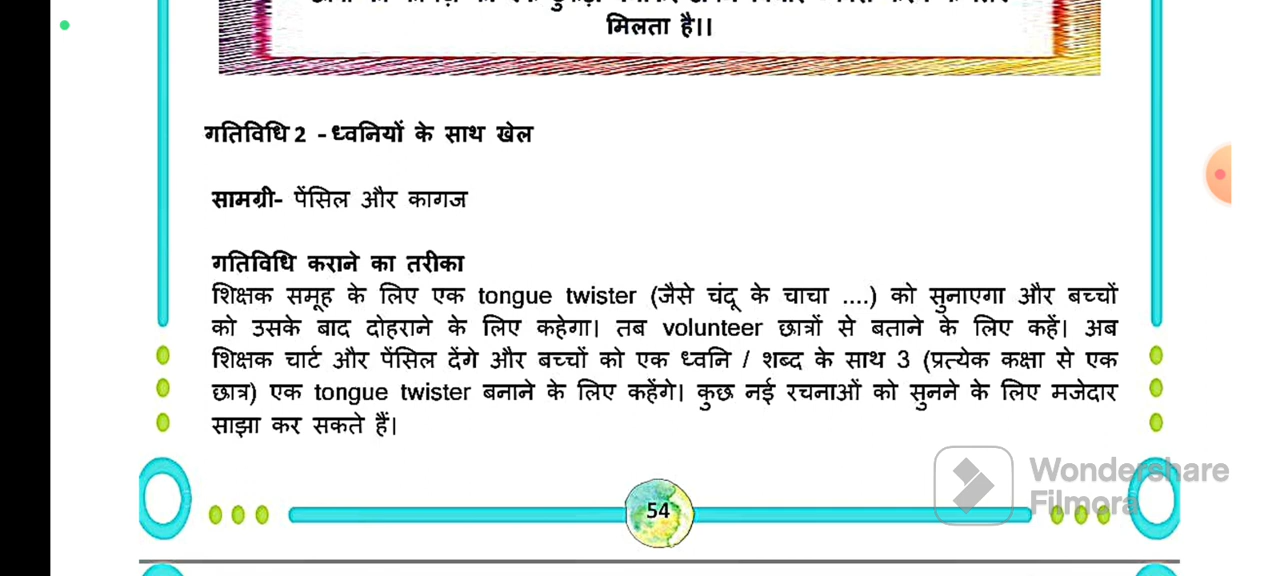 मिलता है।।
गतिविधि 2 - ध्वनियों के साथ खेल
सामग्री- पेंसिल और कागज
गतिविधि कराने का तरीका
शिक्षक समूह के लिए एक tongue twister (जैसे चंदू के चाचा ....) को सुनाएगा और बच्चों
को उसके बाद दोहराने के लिए कहेगा। तब volunteer छात्रों से बताने के लिए कहें। अब
शिक्षक चार्ट और पेंसिल देंगे और बच्चों को एक ध्वनि / शब्द के साथ 3 (प्रत्येक कक्षा से एक
छात्र) एक tongue twister बनाने के लिए कहेंगे। कुछ नई रचनाओं को सुनने के लिए मजेदार
साझा कर सकते हैं।
Wondershare
Filmora
54